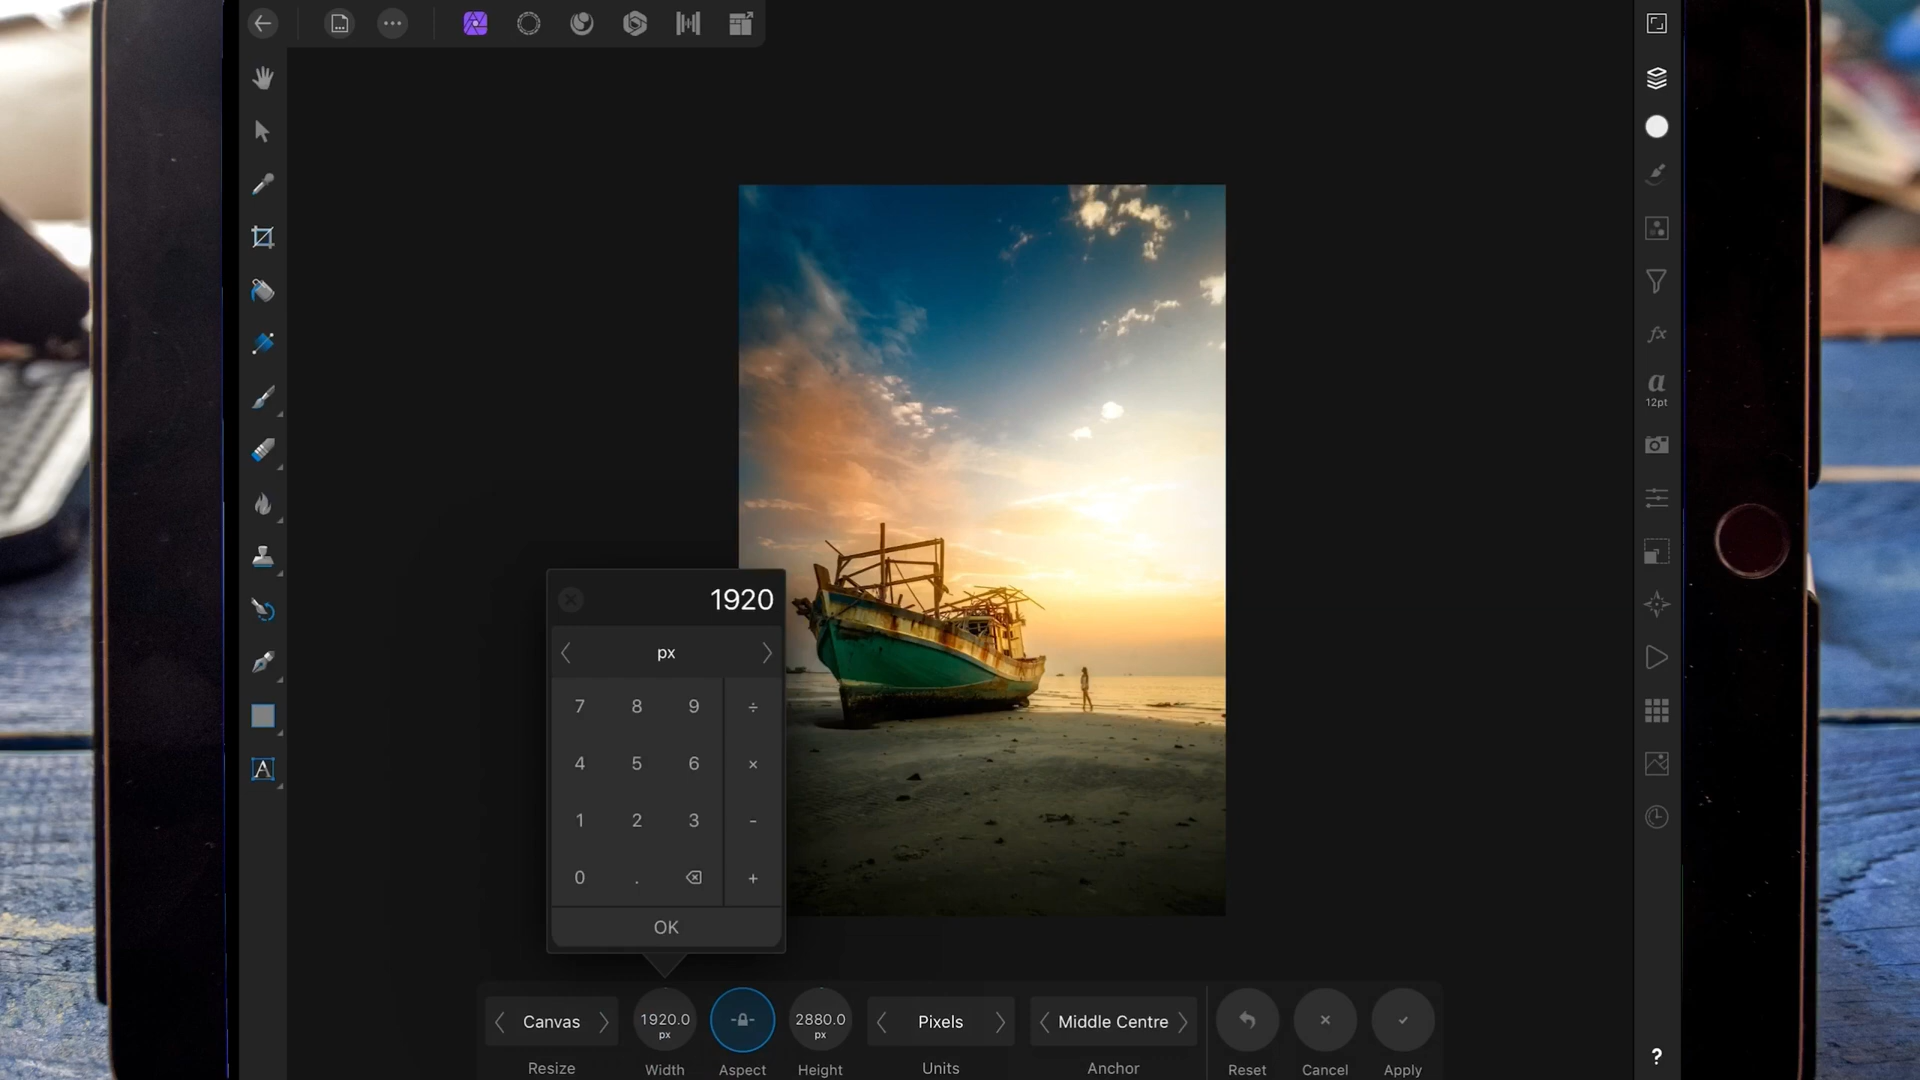 1920
px
7 8 9 ÷
4 5 6 ×
1 2 3 -
0 . +
OK
Canvas
Resize
1920.0
px
Width
Aspect
2880.0
px
Height
Pixels
Units
Middle Centre
Anchor
Reset
Cancel
Apply
fx
a
12pt
?
A